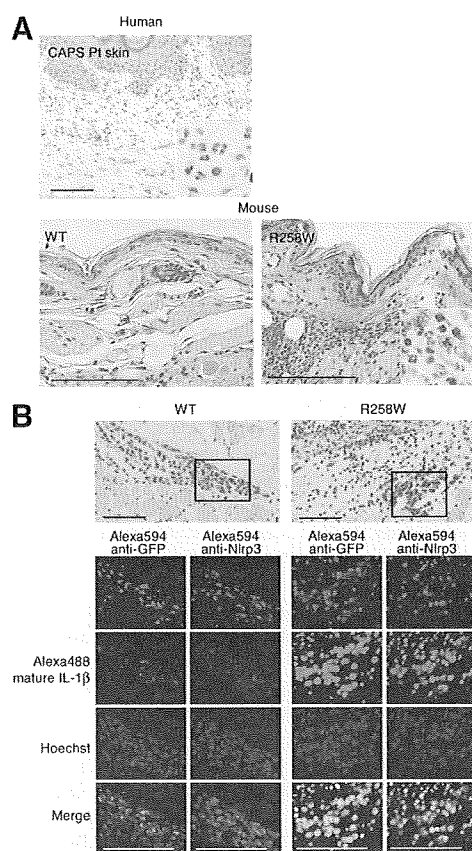 A
Human
CAPS Pt skin
Mouse
WT
R258W
B
WT
R258W
Alexa594 anti-GFP
Alexa594 anti-Nlrp3
Alexa594 anti-GFP
Alexa594 anti-Nlrp3
Alexa488 mature IL-1β
Hoechst
Merge